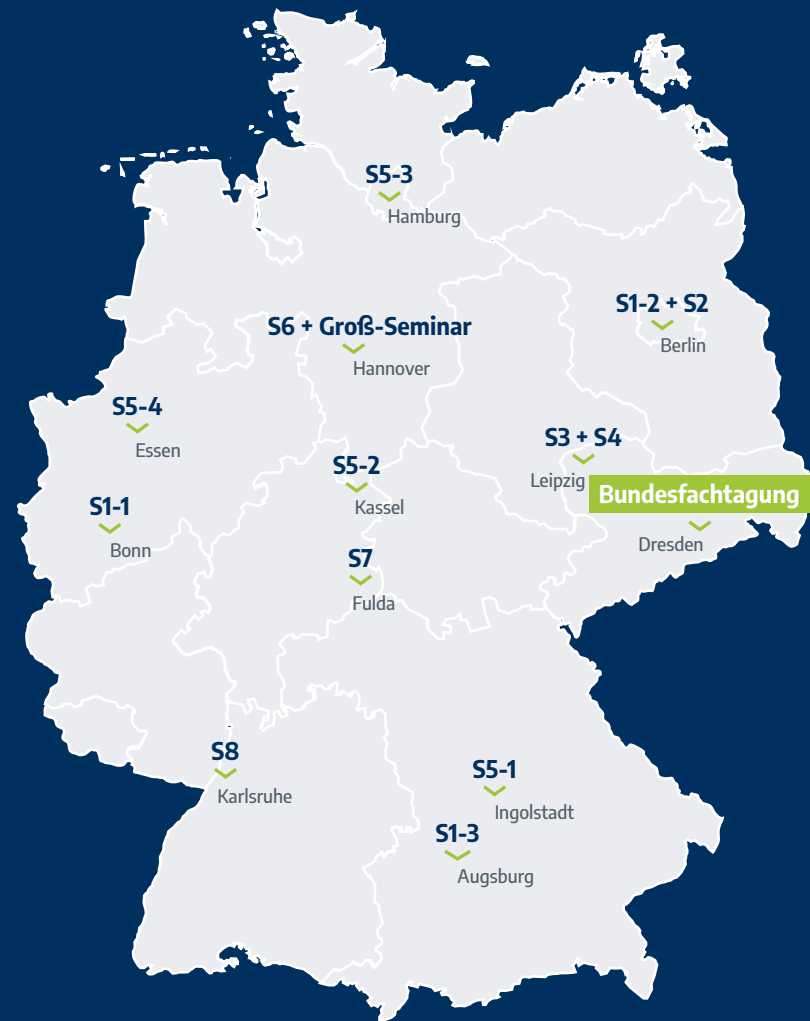 S5-3
Hamburg
S1-2 + S2
Berlin
S6 + Groß-Seminar
Hannover
S5-4
Essen
S3 + S4
Leipzig
S5-2
Kassel
Bundesfachtagung
Dresden
S1-1
Bonn
S7
Fulda
S8
Karlsruhe
S5-1
Ingolstadt
S1-3
Augsburg